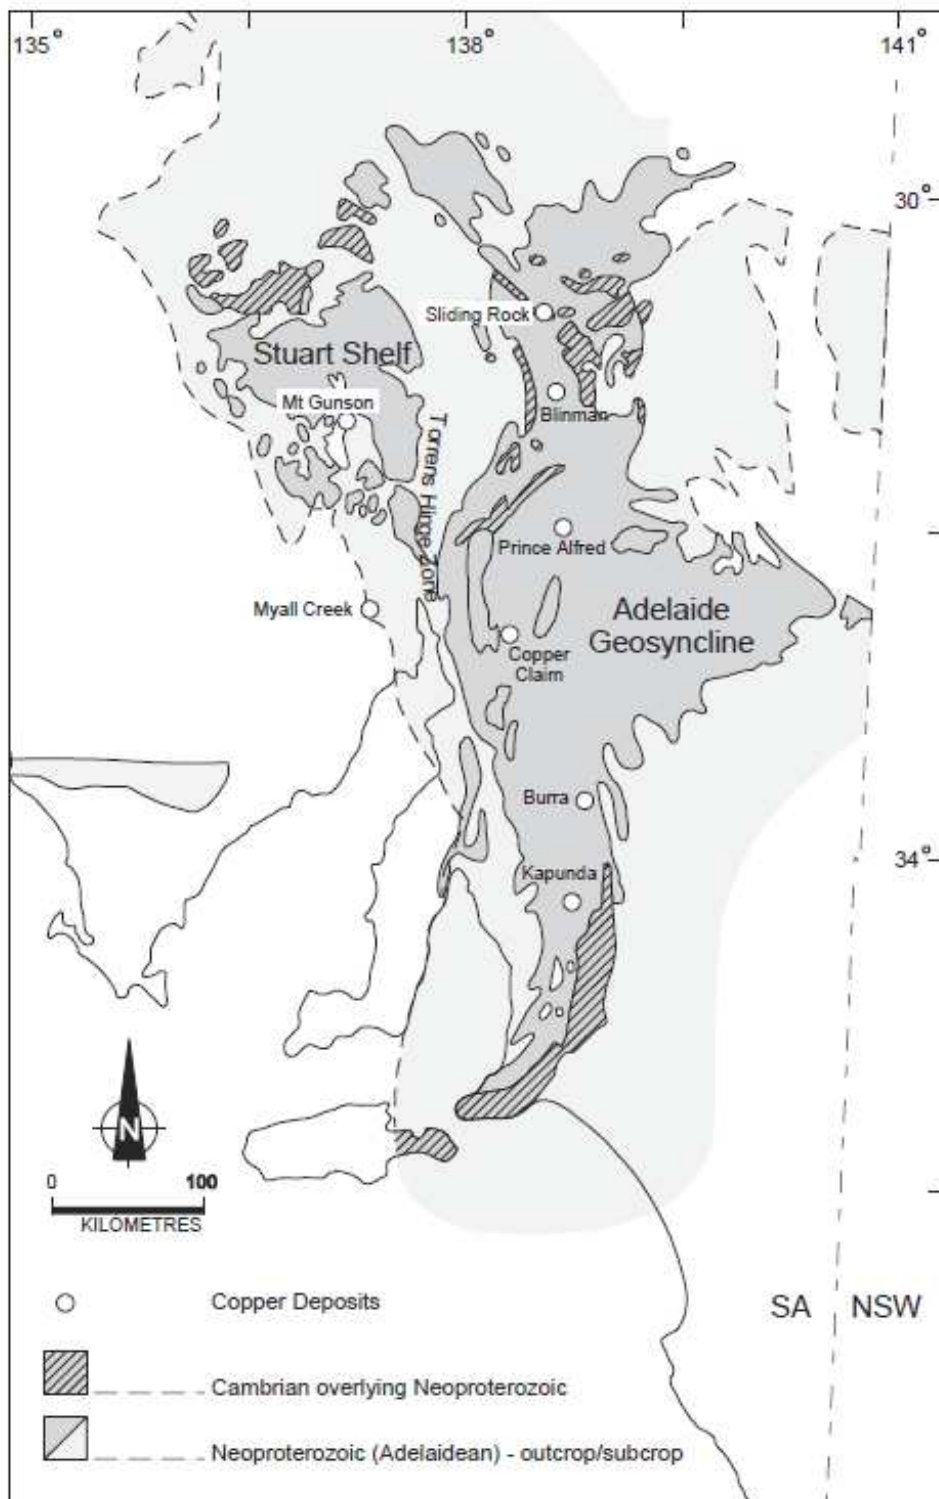 135°
138°
141°
30°
Sliding Rock
Stuart Shelf
Mt Gunson
Blinman
Torrens Hinge Zone
Prince Alfred
Myall Creek
Adelaide
Geosyncline
Copper
Claim
Burra
34°
Kapunda
N
0 100
KILOMETRES
SA NSW
Copper Deposits
Cambrian overlying Neoproterozoic
Neoproterozoic (Adelaidean) - outcrop/subcrop